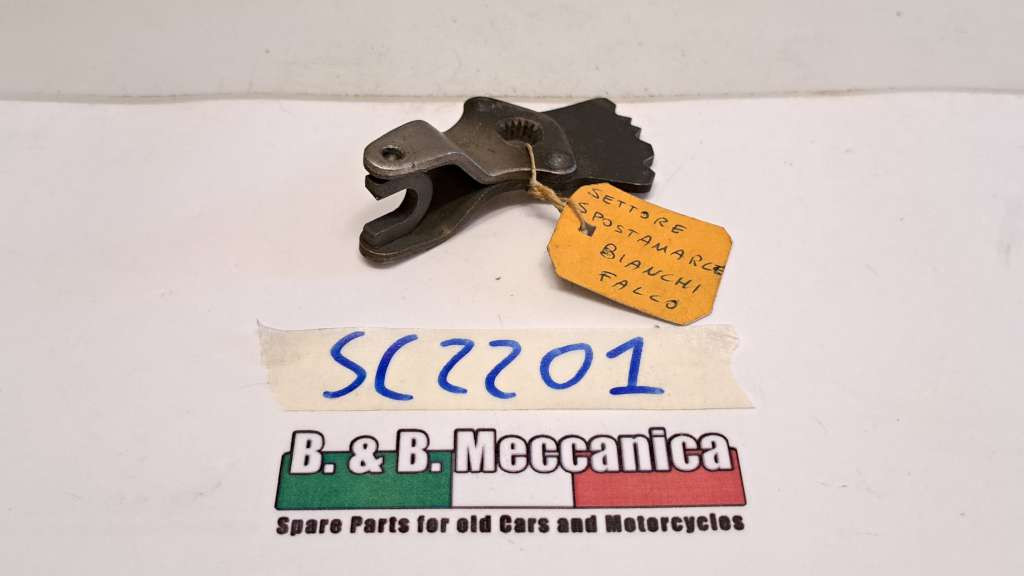 SETTORE
SPOSTAMARCE
BIANCHI
FALCO
SC2201
B. & B. Meccanica
Spare Parts for old Cars and Motorcycles